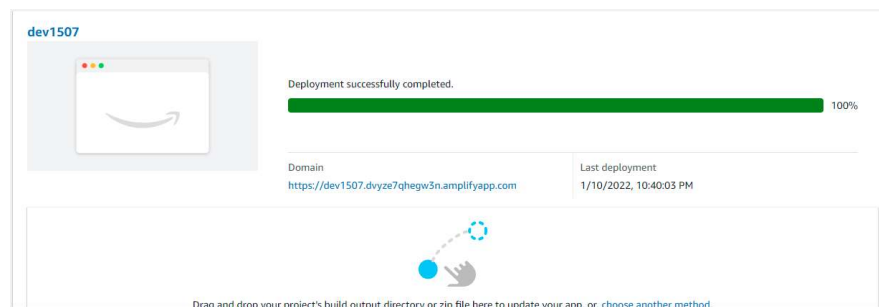 dev1507
Deployment successfully completed.
100%
Domain
https://dev1507.dvyze7qhegw3n.amplifyapp.com
Last deployment
1/10/2022, 10:40:03 PM
Drag and drop your project's build output directory or zip file here to update your app, or choose another method